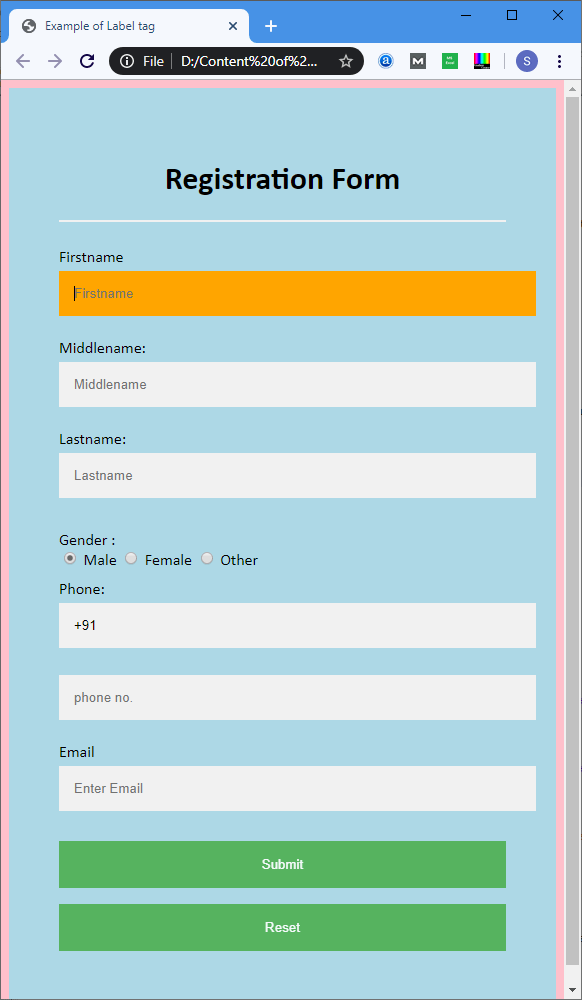 Example of Label tag
File D:/Content%20of%2... S
Registration Form
Firstname
Firstname
Middlename:
Middlename
Lastname:
Lastname
Gender :
Male Female Other
Phone:
+91
phone no.
Email
Enter Email
Submit
Reset